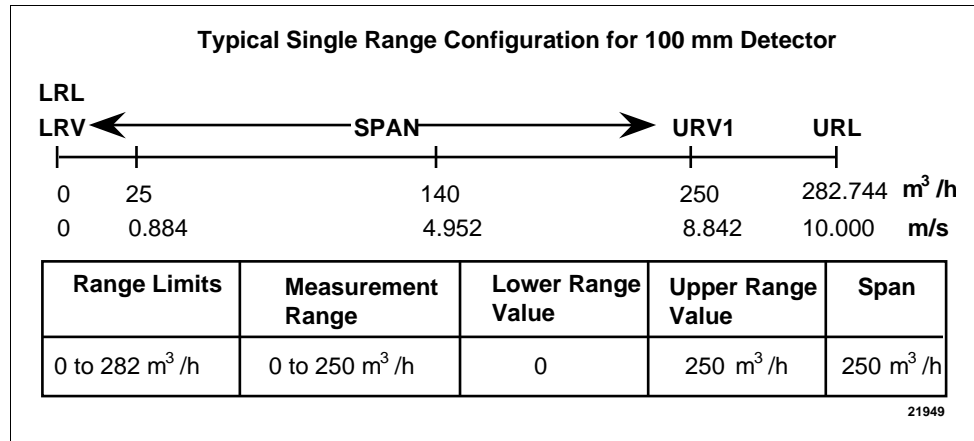 Typical Single Range Configuration for 100 mm Detector
LRL
LRV SPAN URV1 URL
0 25 140 250 282.744 m³ /h
0 0.884 4.952 8.842 10.000 m/s
Range Limits Measurement Range Lower Range Value Upper Range Value Span
0 to 282 m³ /h 0 to 250 m³ /h 0 250 m³ /h 250 m³ /h
21949